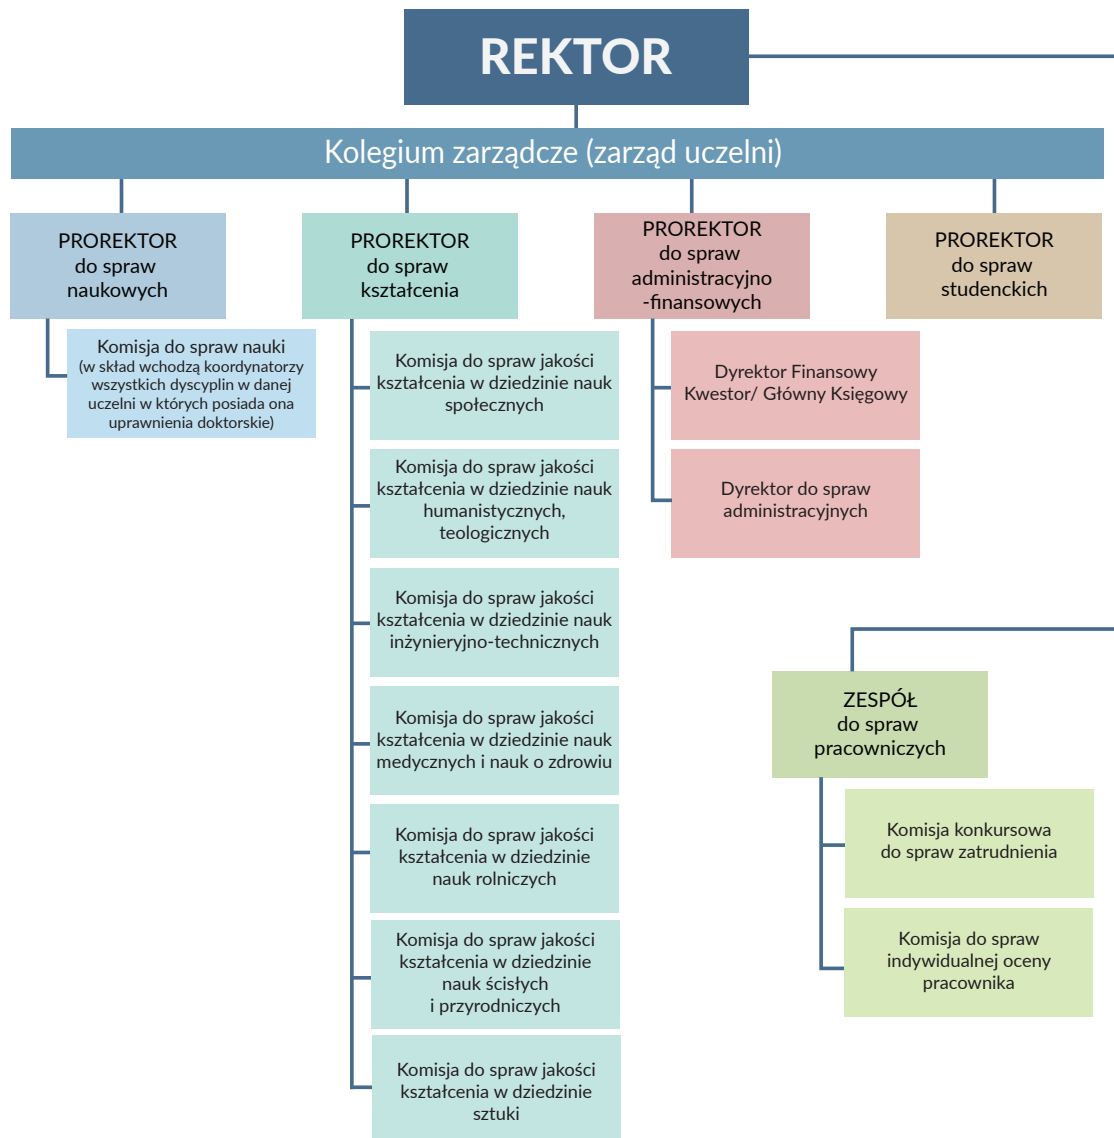 REKTOR
Kolegium zarządcze (zarząd uczelni)
PROREKTOR
do spraw
naukowych
Komisja do spraw nauki
(w skład wchodzą koordynatorzy
wszystkich dyscyplin w danej
uczelni w których posiada ona
uprawnienia doktorskie)
PROREKTOR
do spraw
kształcenia
Komisja do spraw jakości
kształcenia w dziedzinie nauk
społecznych
Komisja do spraw jakości
kształcenia w dziedzinie nauk
humanistycznych,
teologicznych
Komisja do spraw jakości
kształcenia w dziedzinie nauk
inżynieryjno-technicznych
Komisja do spraw jakości
kształcenia w dziedzinie nauk
medycznych i nauk o zdrowiu
Komisja do spraw jakości
kształcenia w dziedzinie
nauk rolniczych
Komisja do spraw jakości
kształcenia w dziedzinie
nauk ścisłych
i przyrodniczych
Komisja do spraw jakości
kształcenia w dziedzinie
sztuki
PROREKTOR
do spraw
administracyjno
-finansowych
Dyrektor Finansowy
Kwestor/ Główny Księgowy
Dyrektor do spraw
administracyjnych
PROREKTOR
do spraw
studenckich
ZESPÓŁ
do spraw
pracowniczych
Komisja konkursowa
do spraw zatrudnienia
Komisja do spraw
indywidualnej oceny
pracownika